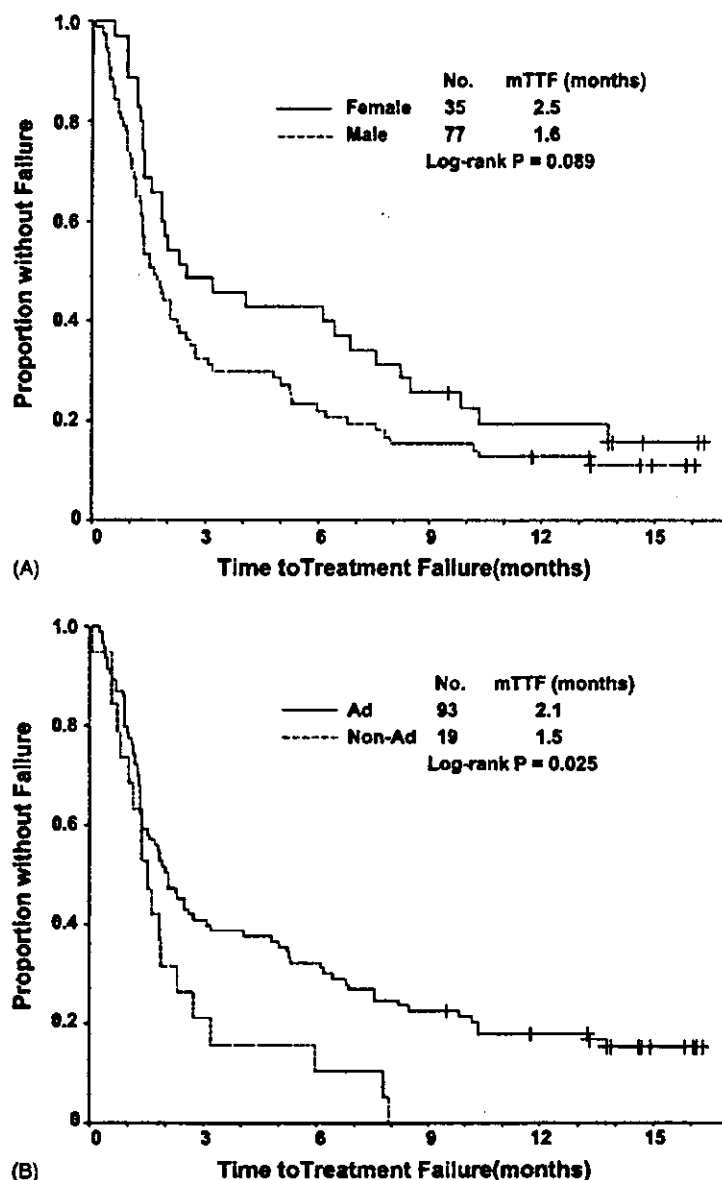 1.0
0.8
0.6
0.4
0.2
0
Proportion without Failure
No. mTTF (months)
Female 35 2.5
Male 77 1.6
Log-rank P = 0.089
0 3 6 9 12 15
Time toTreatment Failure(months)
(A)
1.0
0.8
0.6
0.4
0.2
0
Proportion without Failure
No. mTTF (months)
Ad 93 2.1
Non-Ad 19 1.5
Log-rank P = 0.025
0 3 6 9 12 15
Time toTreatment Failure(months)
(B)